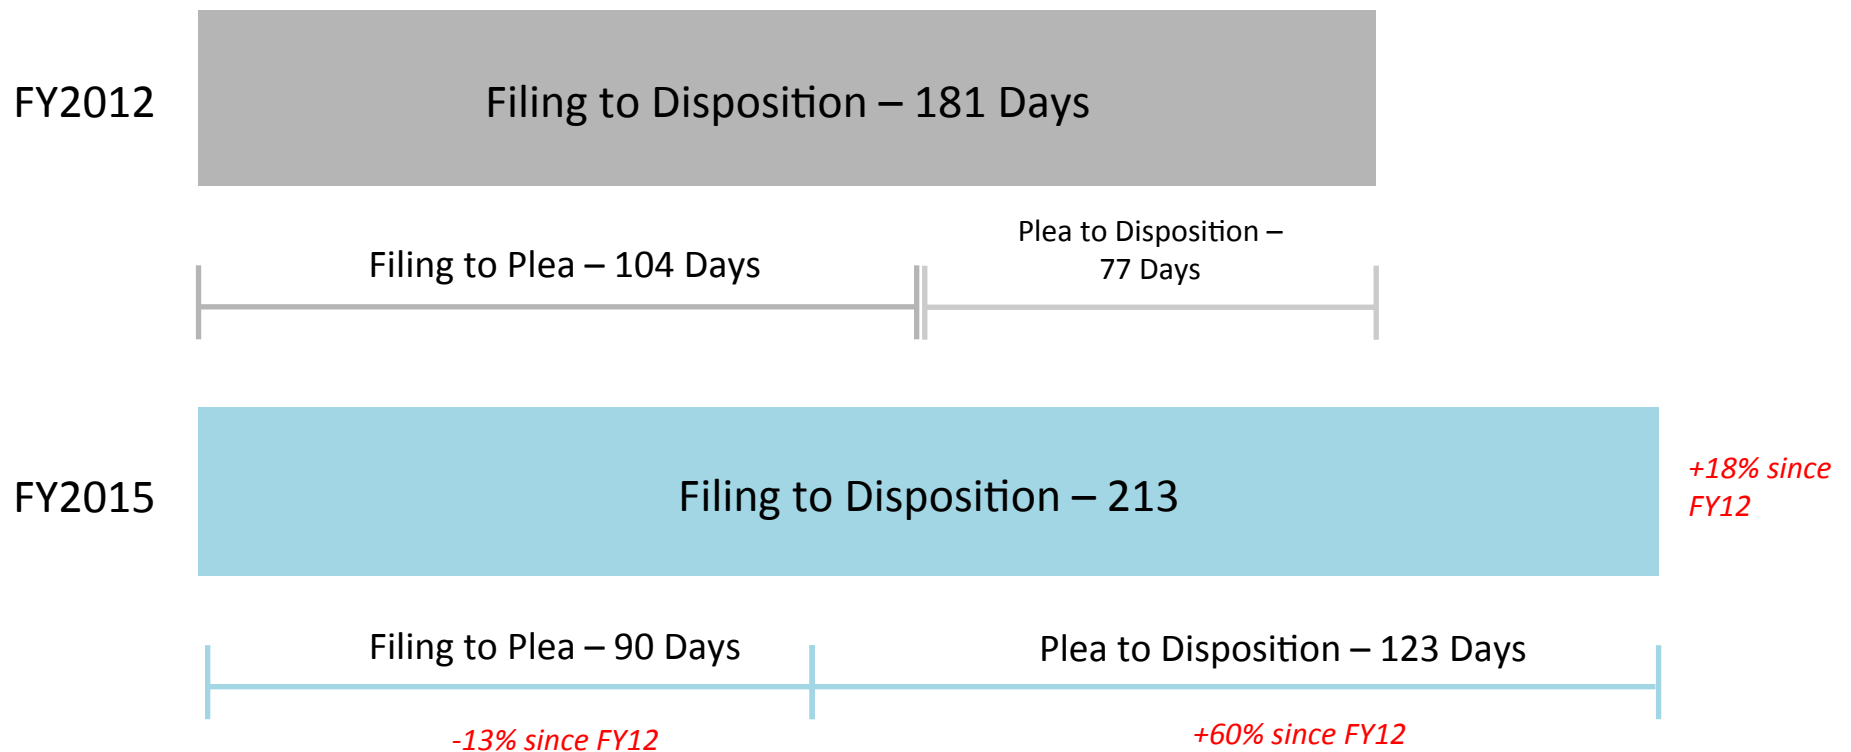 FY2012
Filing to Disposition – 181 Days
Filing to Plea – 104 Days
Plea to Disposition –
77 Days
FY2015
Filing to Disposition – 213
+18% since
FY12
Filing to Plea – 90 Days
Plea to Disposition – 123 Days
-13% since FY12
+60% since FY12